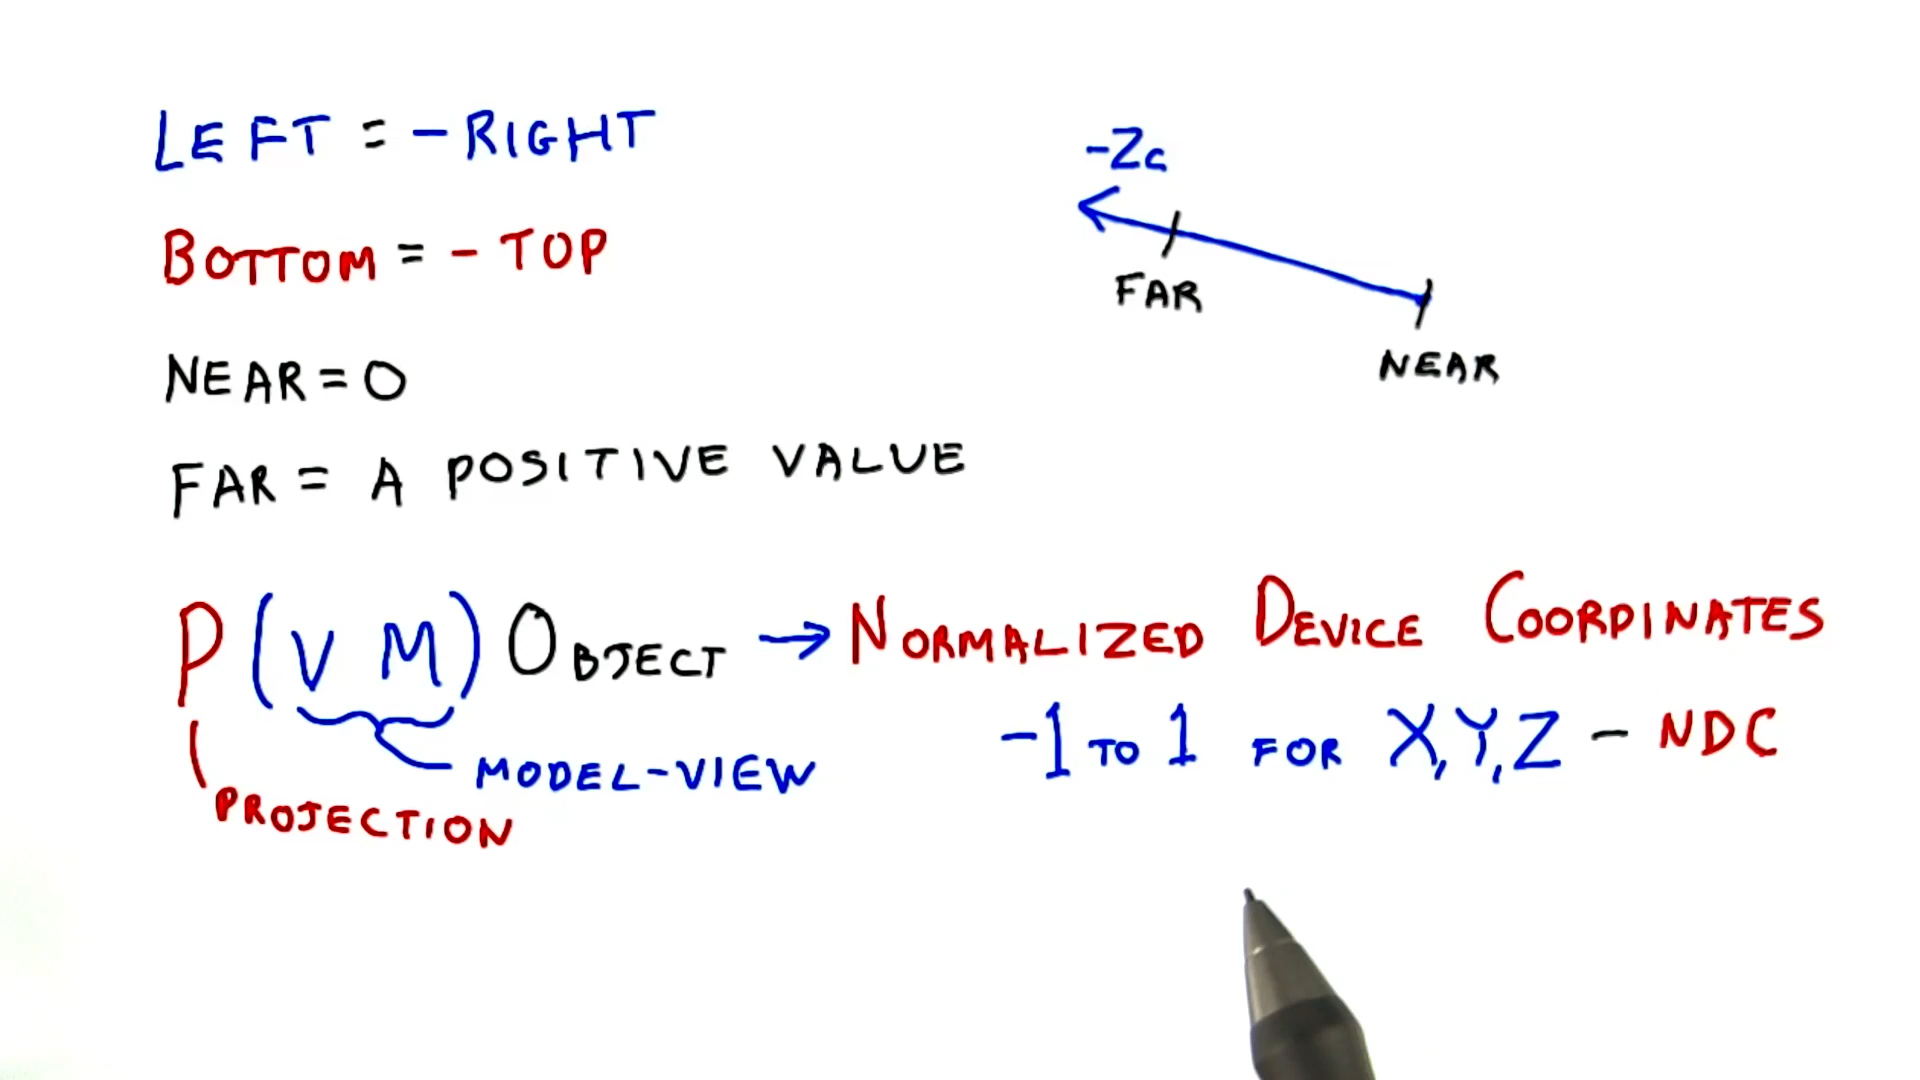 LEFT = -RIGHT
-Zc
BOTTOM = - TOP
FAR
NEAR
NEAR = 0
FAR = A POSITIVE VALUE
P(V M) OBJECT → NORMALIZED DEVICE COORDINATES
-1 TO 1 FOR X,Y,Z - NDC
MODEL-VIEW
PROJECTION